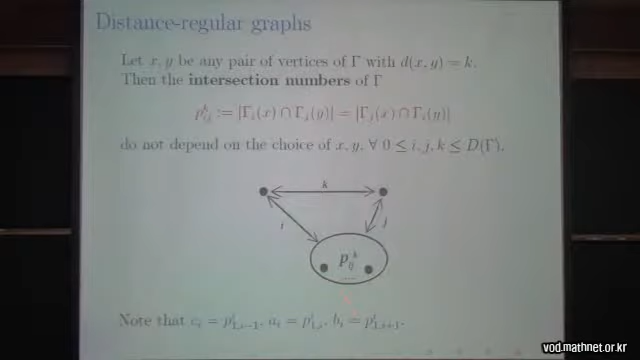 Distance-regular graphs
Let x, y be any pair of vertices of Γ with d(x, y) = k.
Then the intersection numbers of Γ
p^k_{ij} := |Γ_i(x) ∩ Γ_j(y)| = |Γ_j(x) ∩ Γ_i(y)|
do not depend on the choice of x, y, ∀ 0 ≤ i, j, k ≤ D(Γ).
k
i j
p^k_{ij}
......
Note that c_i = p^i_{1,i−1}, a_i = p^i_{1,i}, b_i = p^i_{1,i+1}.
vod.mathnet.or.kr